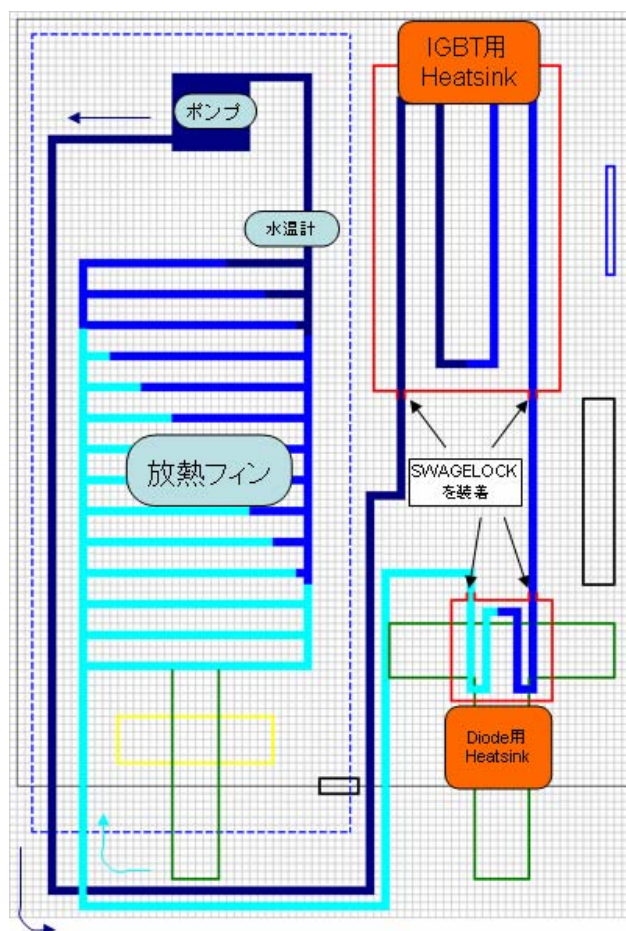 IGBT用
Heatsink
ポンプ
水温計
放熱フィン
SWAGELOCK
を装着
Diode用
Heatsink